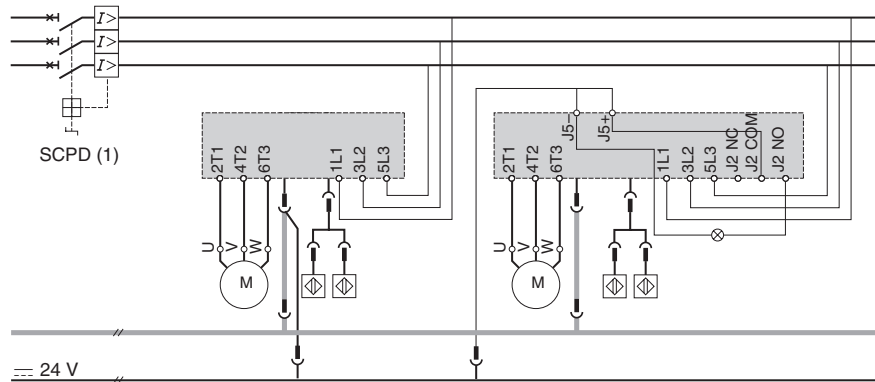 I>
I>
I>
SCPD (1)
2T1
4T2
6T3
1L1
3L2
5L3
U
V
W
M
J5–
J5+
2T1
4T2
6T3
1L1
3L2
5L3
J2 NC
J2 COM
J2 NO
U
V
W
M
24 V